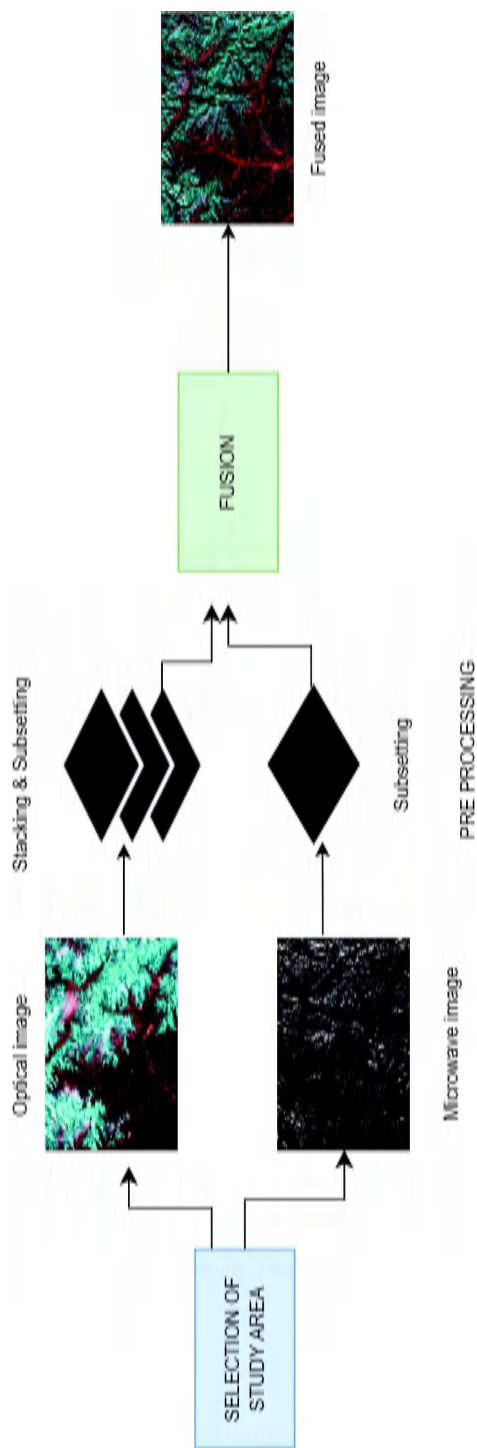 SELECTION OF
STUDY AREA
Optical image
Microwave image
Stacking & Subsetting
Subsetting
PRE PROCESSING
FUSION
Fused image